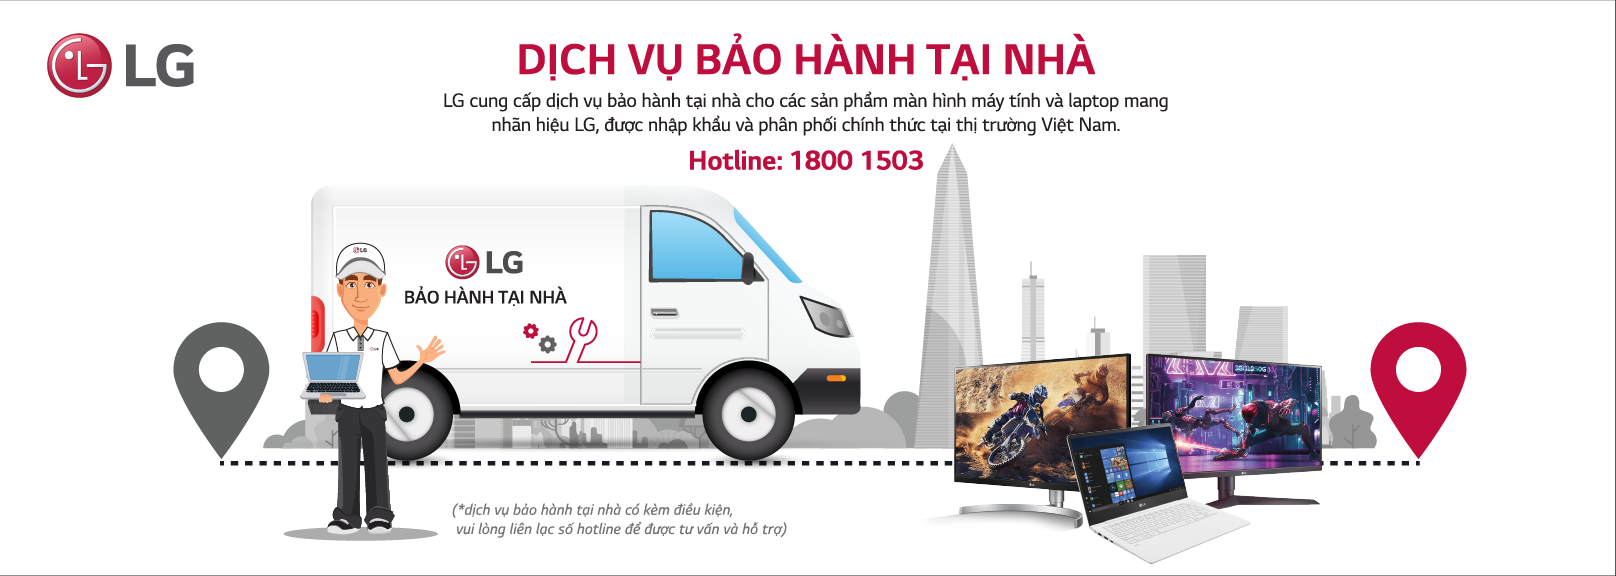 LG
DỊCH VỤ BẢO HÀNH TẠI NHÀ
LG cung cấp dịch vụ bảo hành tại nhà cho các sản phẩm màn hình máy tính và laptop mang
nhãn hiệu LG, được nhập khẩu và phân phối chính thức tại thị trường Việt Nam.
Hotline: 1800 1503
LG
LG
BẢO HÀNH TẠI NHÀ
(*dịch vụ bảo hành tại nhà có kèm điều kiện,
vui lòng liên lạc số hotline để được tư vấn và hỗ trợ)